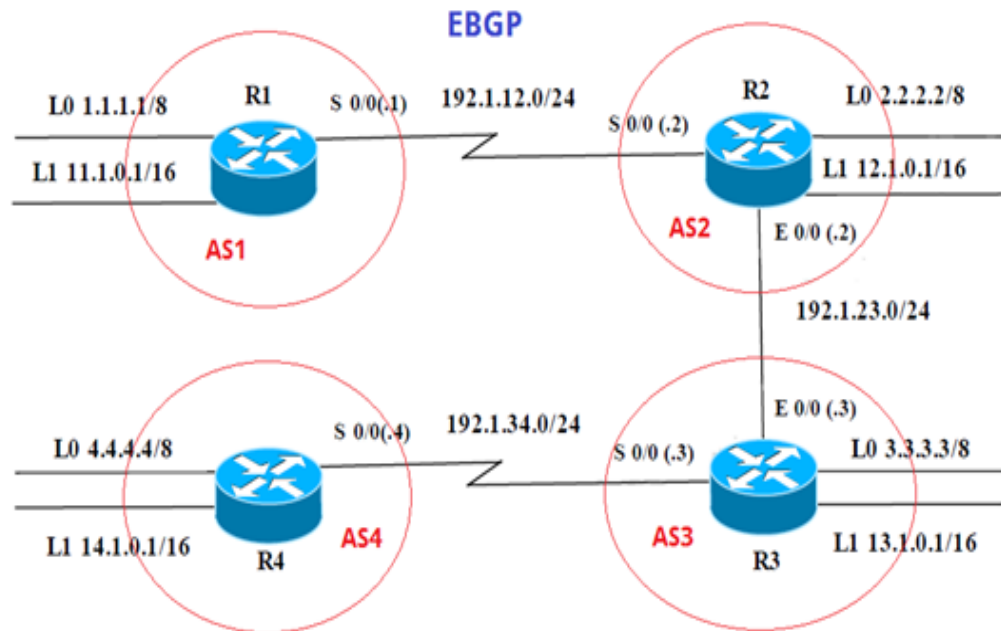 EBGP
R1
L0 1.1.1.1/8
S 0/0(.1)
192.1.12.0/24
L1 11.1.0.1/16
AS1
R2
S 0/0 (.2)
L0 2.2.2.2/8
L1 12.1.0.1/16
AS2
E 0/0 (.2)
192.1.23.0/24
L0 4.4.4.4/8
S 0/0(.4)
192.1.34.0/24
L1 14.1.0.1/16
R4
AS4
E 0/0 (.3)
S 0/0 (.3)
L0 3.3.3.3/8
AS3
R3
L1 13.1.0.1/16